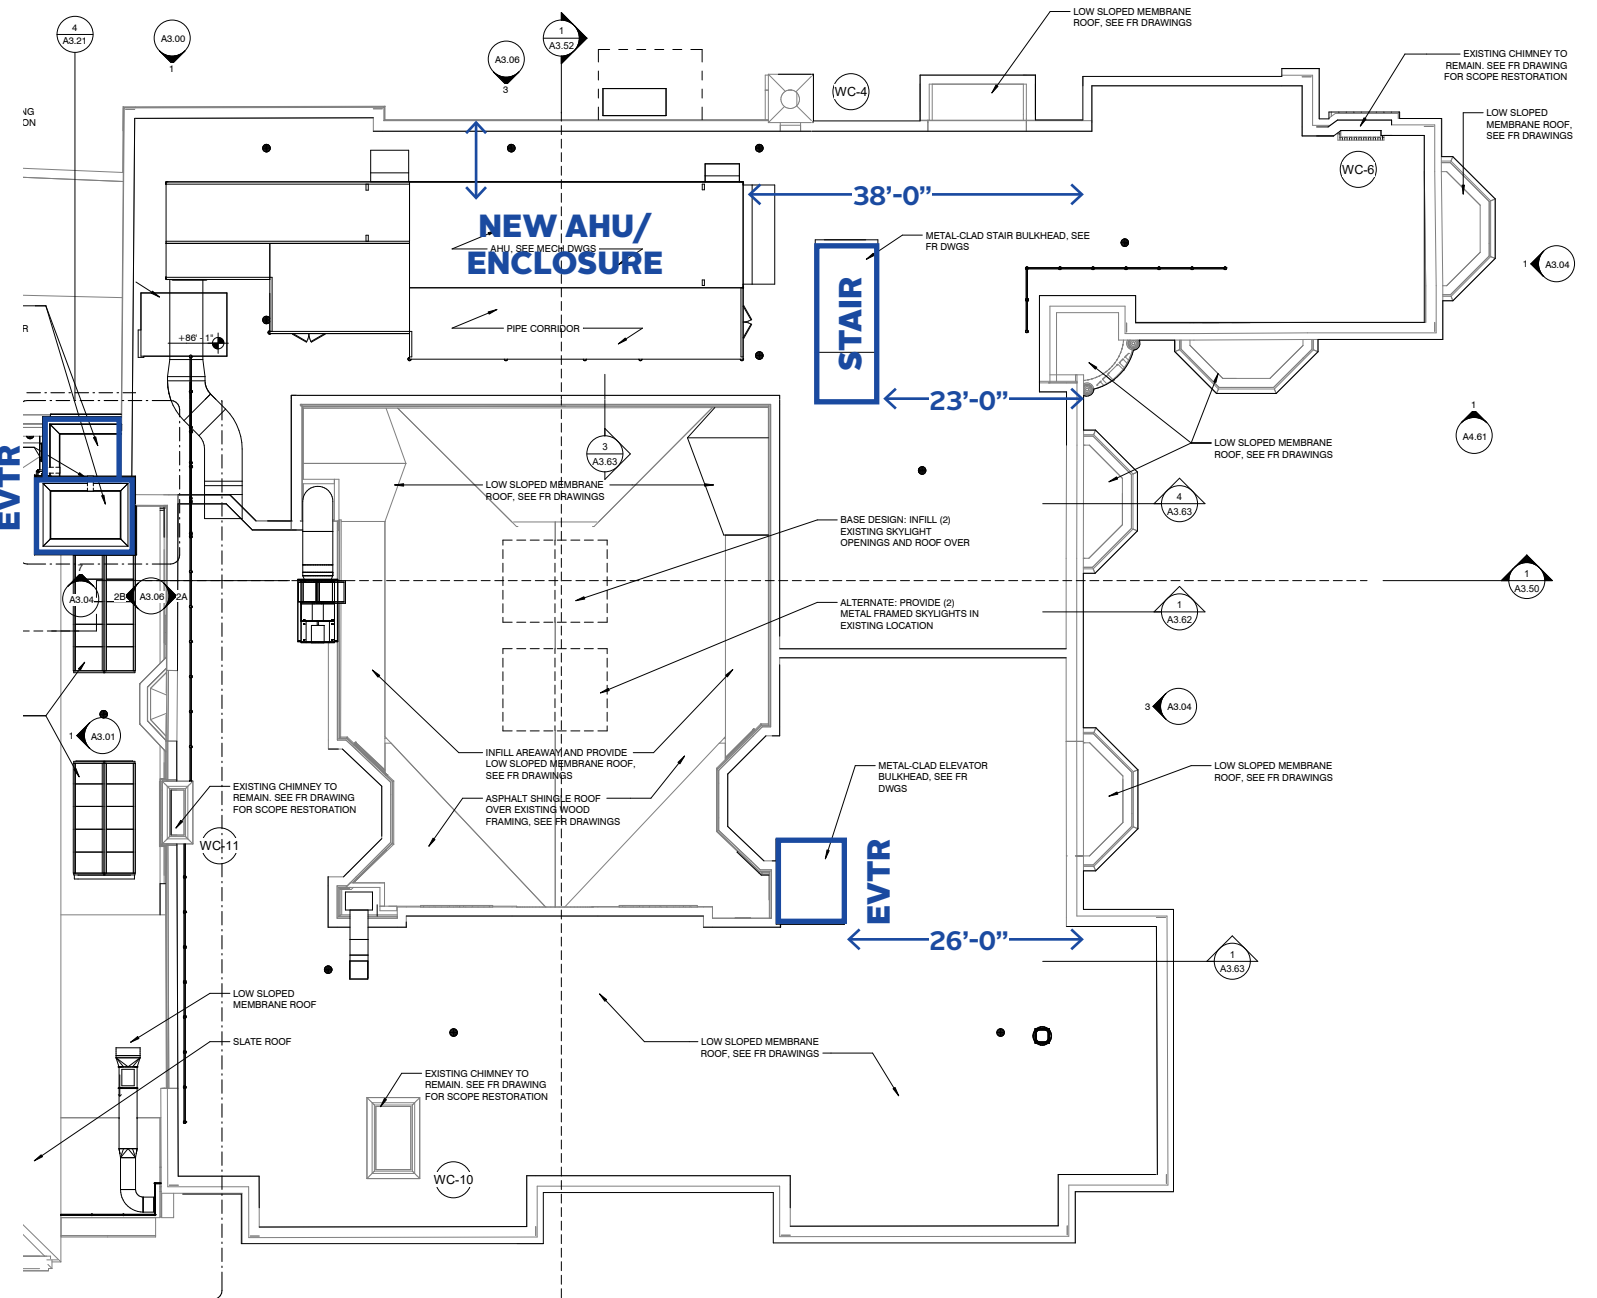 4
A3.21
A3.00
1
A3.06
3
1
A3.52
WC-4
LOW SLOPED MEMBRANE
ROOF, SEE FR DRAWINGS
EXISTING CHIMNEY TO
REMAIN. SEE FR DRAWING
FOR SCOPE RESTORATION
LOW SLOPED
MEMBRANE ROOF,
SEE FR DRAWINGS
NG
ON
WC-6
38'-0”
NEW AHU/
ENCLOSURE
AHU, SEE MECH DWGS
METAL-CLAD STAIR BULKHEAD, SEE
FR DWGS
1
A3.04
STAIR
R
PIPE CORRIDOR
+86' - 1"
23'-0”
1
A4.61
EVTR
3
A3.63
LOW SLOPED MEMBRANE
ROOF, SEE FR DRAWINGS
LOW SLOPED MEMBRANE
ROOF, SEE FR DRAWINGS
4
A3.63
BASE DESIGN: INFILL (2)
EXISTING SKYLIGHT
OPENINGS AND ROOF OVER
7
A3.04
2B
A3.06
2A
1
A3.50
ALTERNATE: PROVIDE (2)
METAL FRAMED SKYLIGHTS IN
EXISTING LOCATION
1
A3.62
3
A3.04
1
A3.01
INFILL AREAWAY AND PROVIDE
LOW SLOPED MEMBRANE ROOF,
SEE FR DRAWINGS
METAL-CLAD ELEVATOR
BULKHEAD, SEE FR
DWGS
LOW SLOPED MEMBRANE
ROOF, SEE FR DRAWINGS
EXISTING CHIMNEY TO
REMAIN. SEE FR DRAWING
FOR SCOPE RESTORATION
ASPHALT SHINGLE ROOF
OVER EXISTING WOOD
FRAMING, SEE FR DRAWINGS
WC-11
EVTR
26'-0”
1
A3.63
LOW SLOPED
MEMBRANE ROOF
SLATE ROOF
LOW SLOPED MEMBRANE
ROOF, SEE FR DRAWINGS
EXISTING CHIMNEY TO
REMAIN. SEE FR DRAWING
FOR SCOPE RESTORATION
WC-10